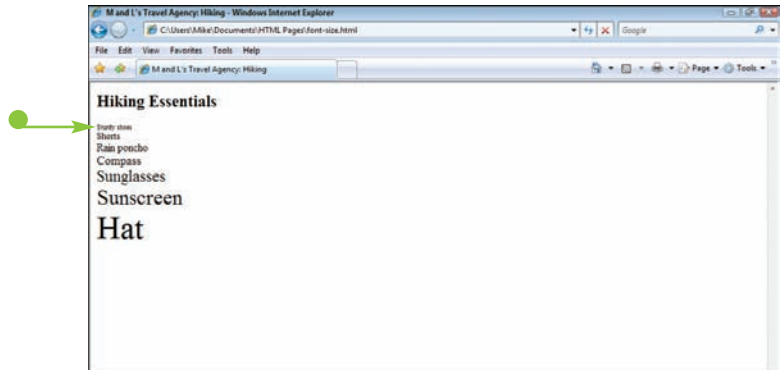 M and L's Travel Agency: Hiking - Windows Internet Explorer
C:\Users\Mike\Documents\HTML Pages\font-size.html
Google
File Edit View Favorites Tools Help
M and L's Travel Agency: Hiking
Page Tools
Hiking Essentials
Sturdy shoes
Shorts
Rain poncho
Compass
Sunglasses
Sunscreen
Hat